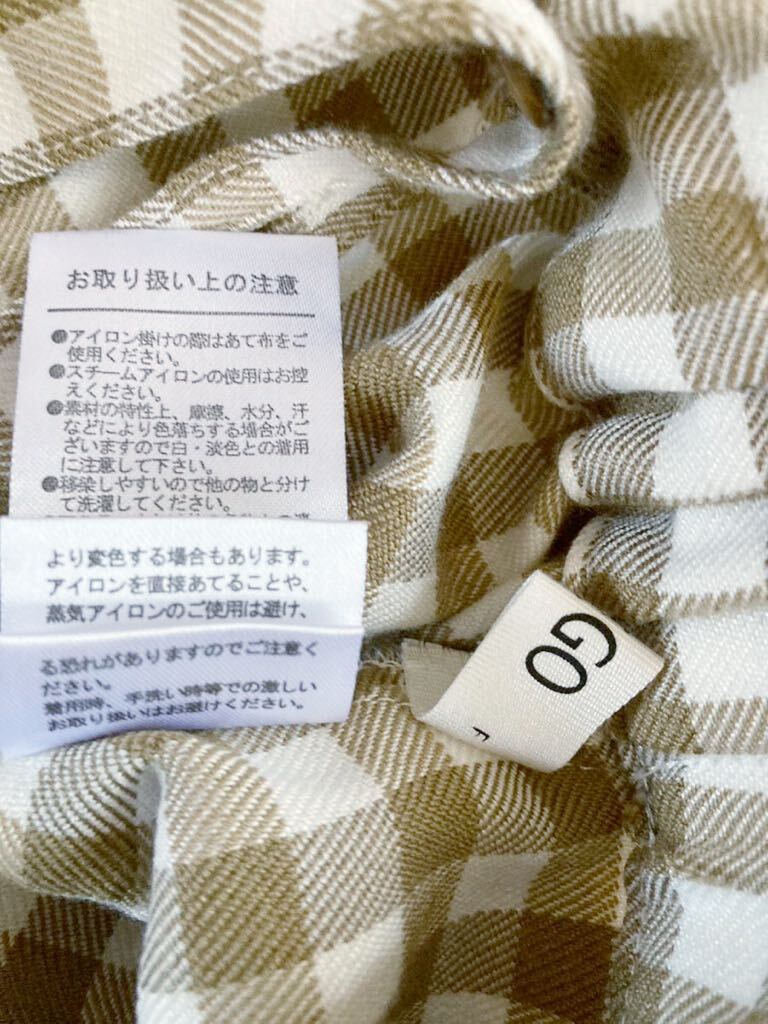 お取り扱い上の注意
●アイロン掛けの際はあて布をご
使用ください。
●スチームアイロンの使用はお控
えください。
●素材の特性上、摩擦、水分、汗
などにより色落ちする場合がご
ざいますので白・淡色との着用
に注意して下さい。
●移染しやすいので他の物と分け
て洗濯してください。
より変色する場合もあります。
アイロンを直接あてることや、
蒸気アイロンのご使用は避け、
る恐れがありますのでご注意く
ださい。
着用時、手洗い時等での激しい
お取り扱いはお避けください。
GO
F